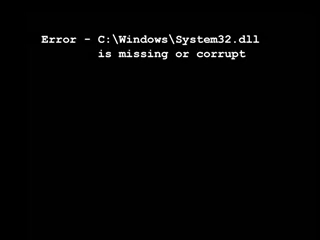 Error - C:\Windows\System32.dll
is missing or corrupt